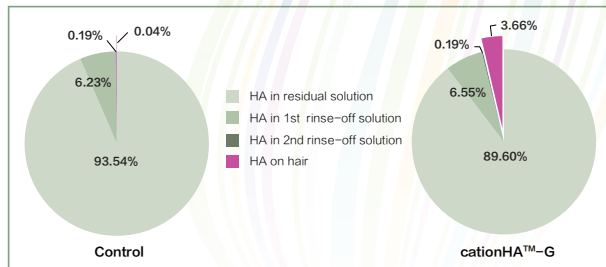 0.19%
0.04%
6.23%
93.54%
Control
HA in residual solution
HA in 1st rinse-off solution
HA in 2nd rinse-off solution
HA on hair
3.66%
0.19%
6.55%
89.60%
cationHA™-G